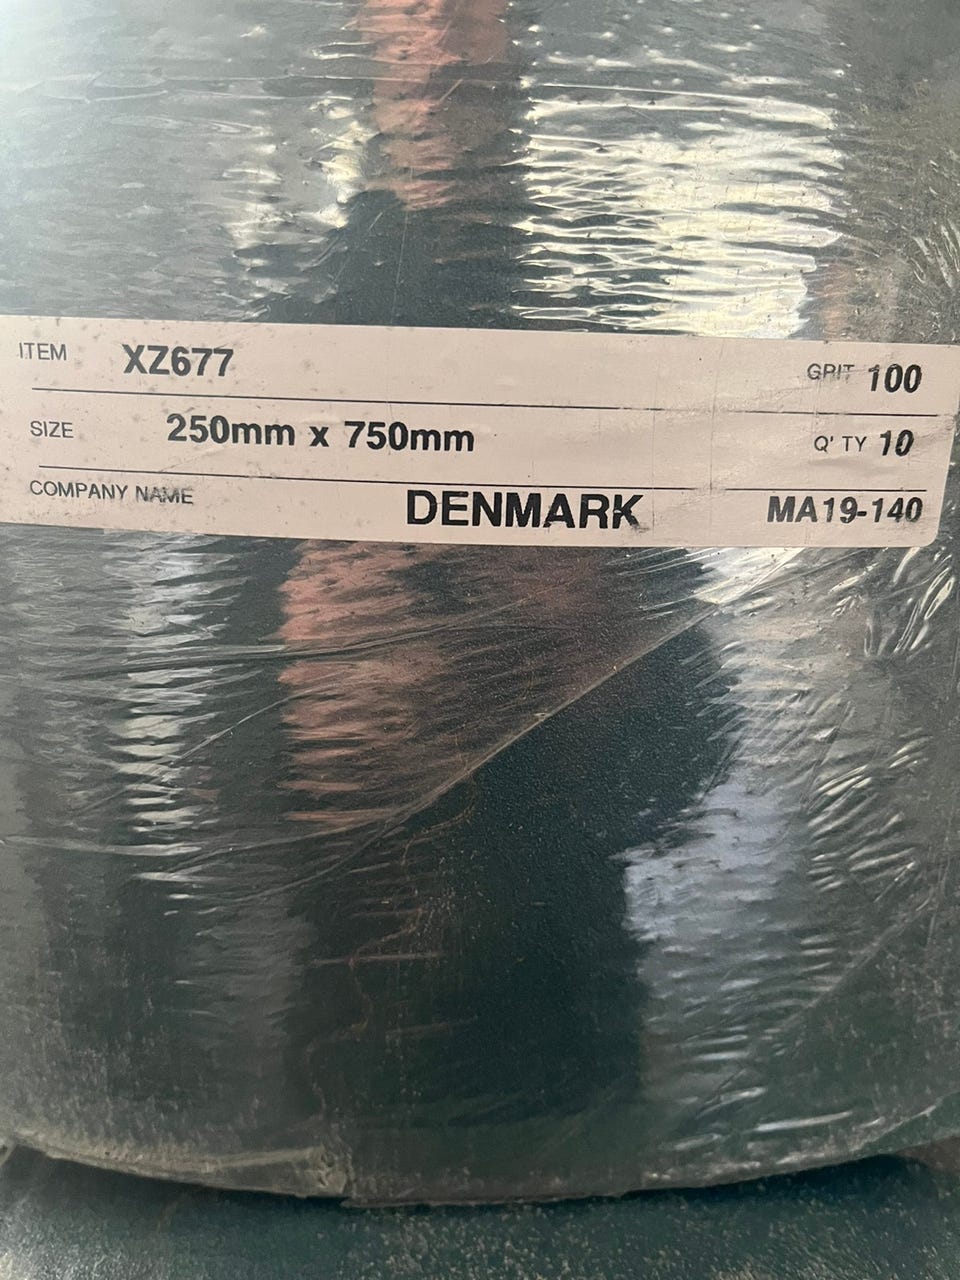 ITEM XZ677 GRIT 100
SIZE 250mm x 750mm Q' TY 10
COMPANY NAME DENMARK MA19-140